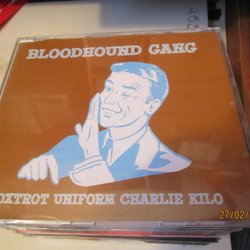 BLOODHOUND GANG
OXTROT UNIFORM CHARLIE KILO
27/02